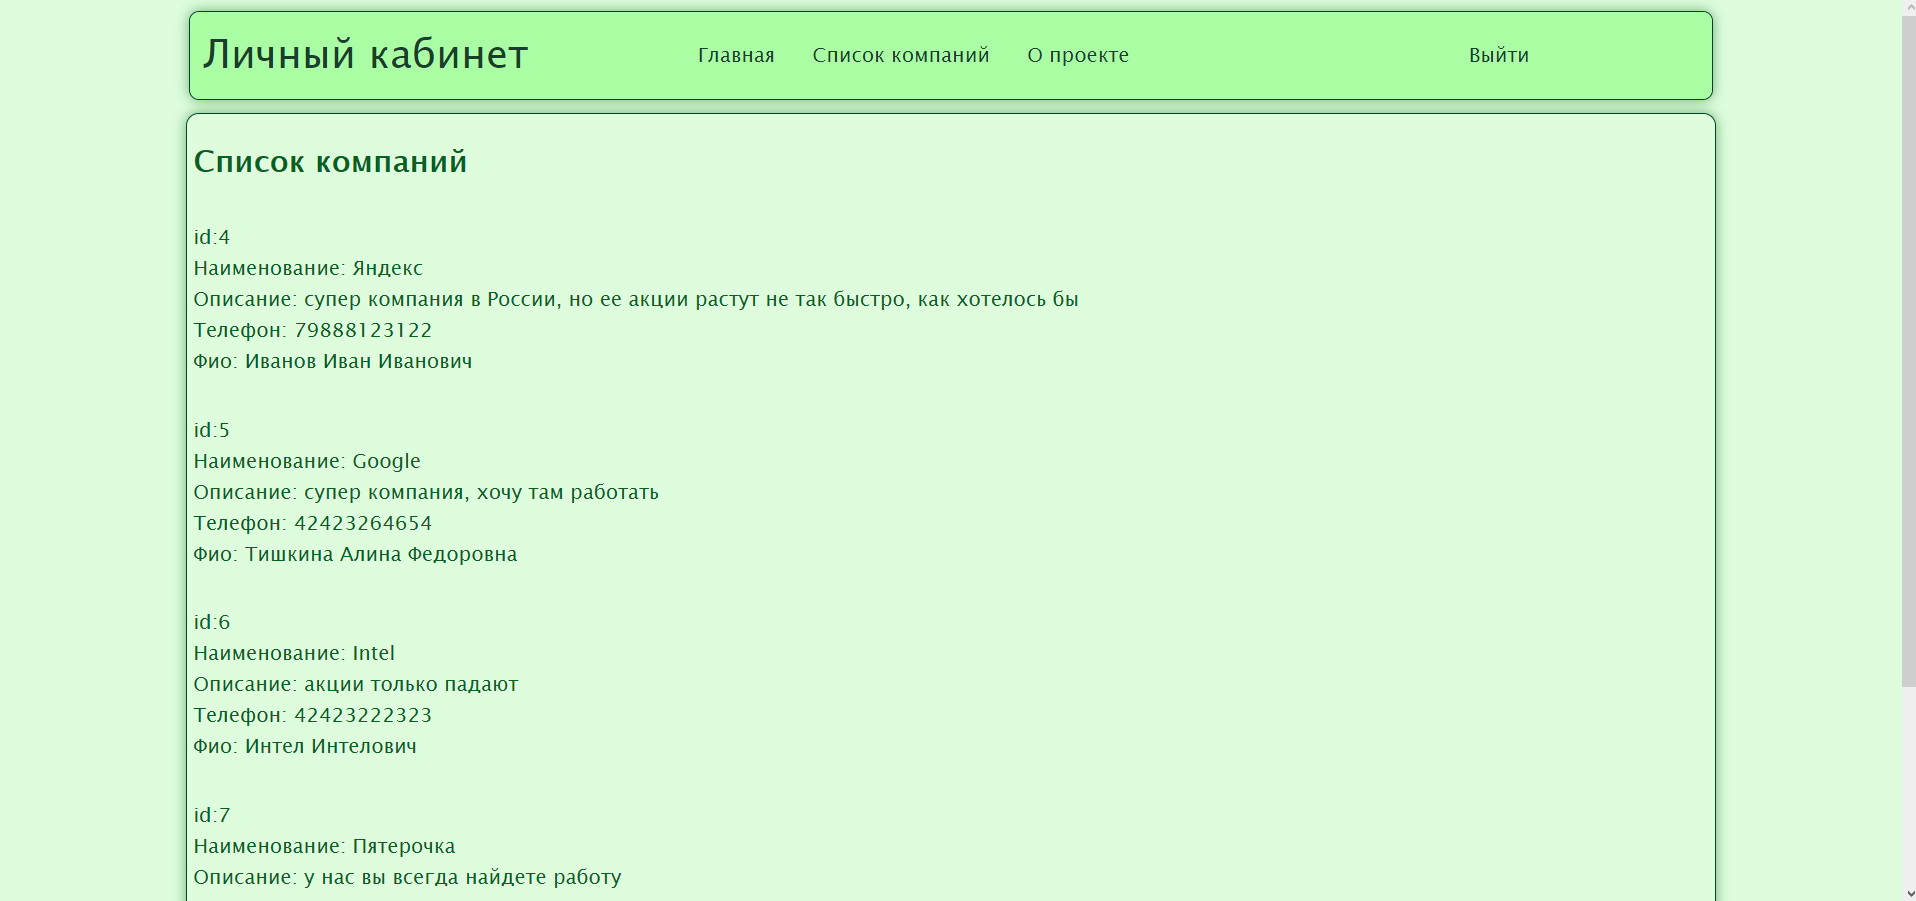 Личный кабинет
Главная Список компаний О проекте Выйти
Список компаний
id:4
Наименование: Яндекс
Описание: супер компания в России, но ее акции растут не так быстро, как хотелось бы
Телефон: 79888123122
Фио: Иванов Иван Иванович
id:5
Наименование: Google
Описание: супер компания, хочу там работать
Телефон: 42423264654
Фио: Тишкина Алина Федоровна
id:6
Наименование: Intel
Описание: акции только падают
Телефон: 42423222323
Фио: Интел Интелович
id:7
Наименование: Пятерочка
Описание: у нас вы всегда найдете работу